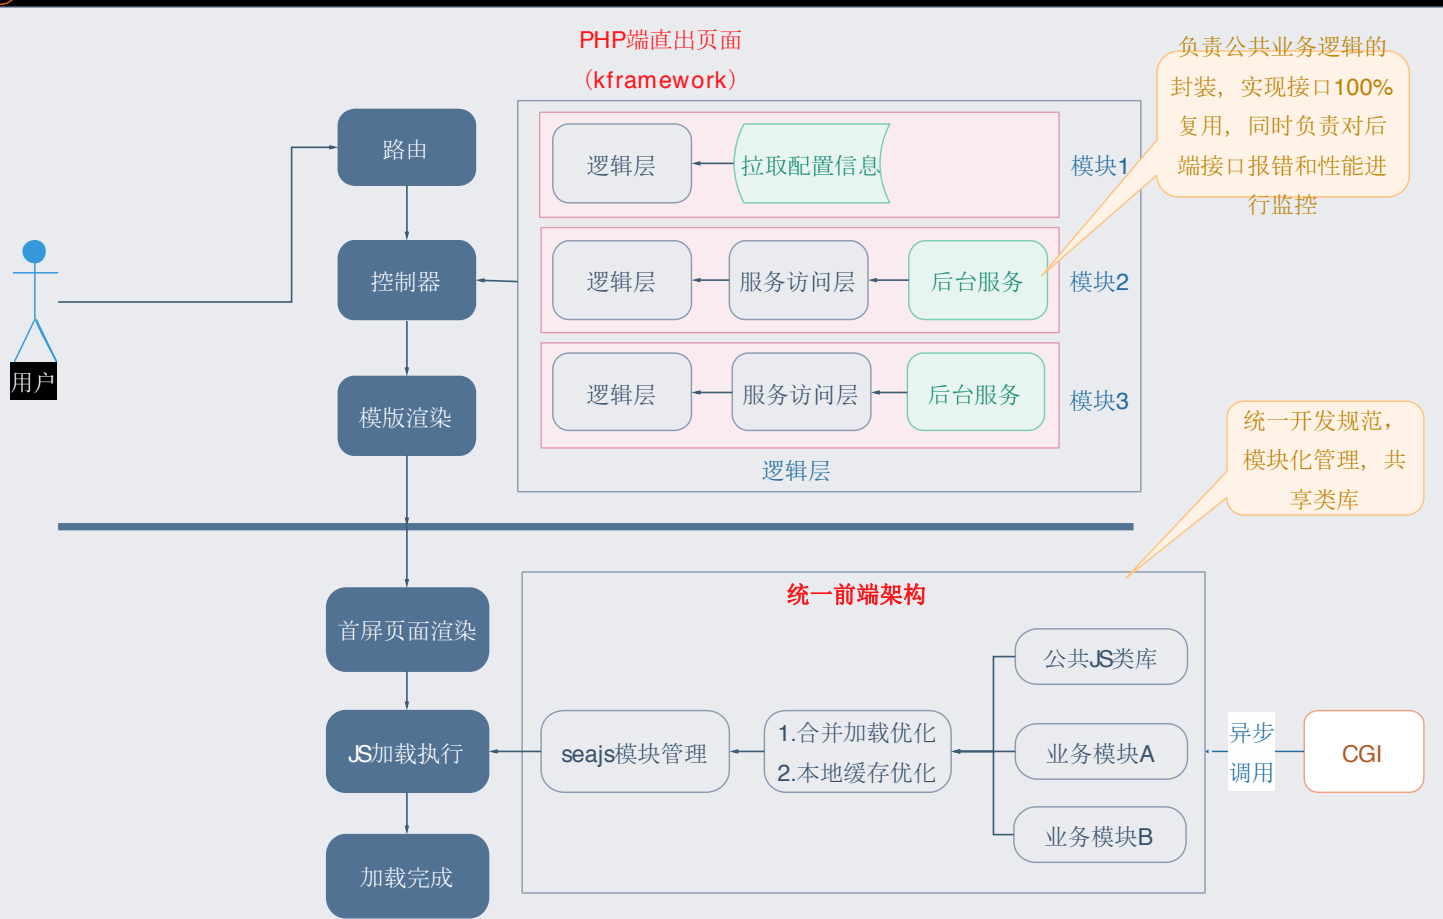 PHP端直出页面
（kframework）
负责公共业务逻辑的
封装，实现接口100%
复用，同时负责对后
端接口报错和性能进
行监控
路由
逻辑层
拉取配置信息
模块1
控制器
逻辑层
服务访问层
后台服务
模块2
用户
模版渲染
逻辑层
服务访问层
后台服务
模块3
逻辑层
统一开发规范，
模块化管理，共
享类库
统一前端架构
首屏页面渲染
公共JS类库
JS加载执行
seajs模块管理
1.合并加载优化
2.本地缓存优化
业务模块A
异步
调用
CGI
业务模块B
加载完成